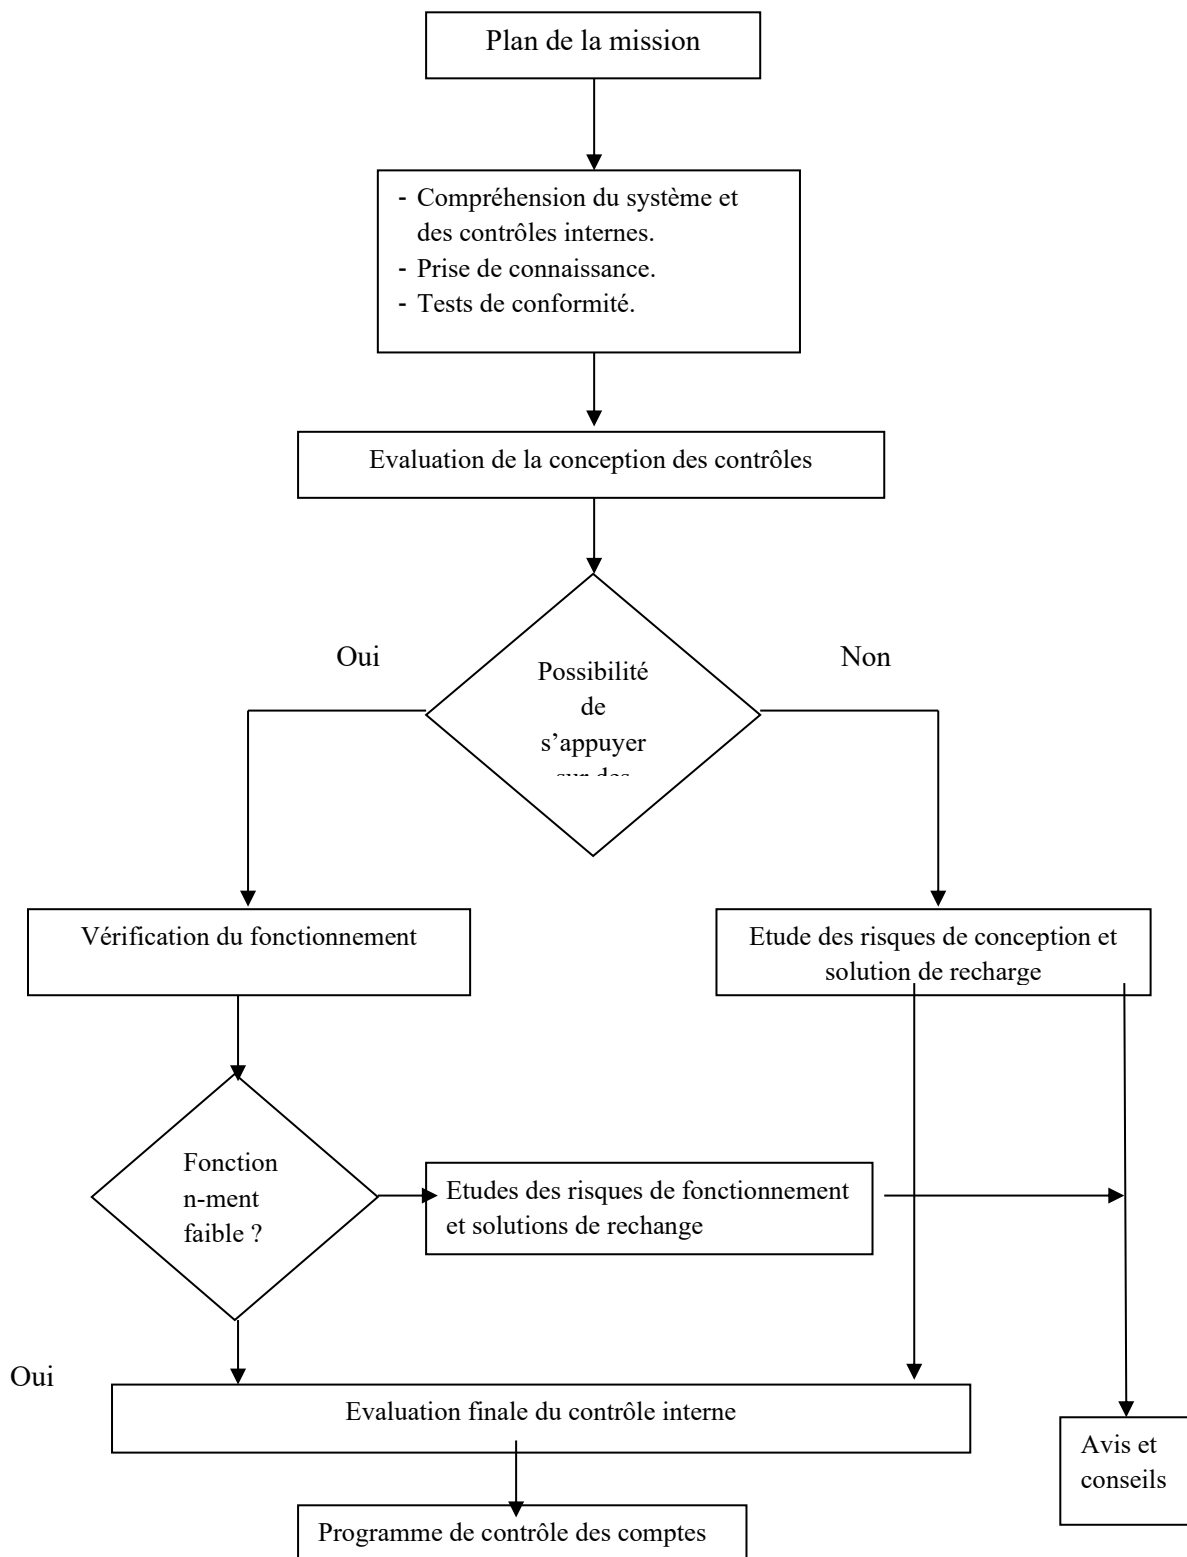 Plan de la mission
- Compréhension du système et
des contrôles internes.
- Prise de connaissance.
- Tests de conformité.
Evaluation de la conception des contrôles
Oui
Non
Possibilité
de
s’appuyer
sur des
Vérification du fonctionnement
Etude des risques de conception et
solution de recharge
Fonction
n-ment
faible ?
Etudes des risques de fonctionnement
et solutions de rechange
Oui
Evaluation finale du contrôle interne
Avis et
conseils
Programme de contrôle des comptes